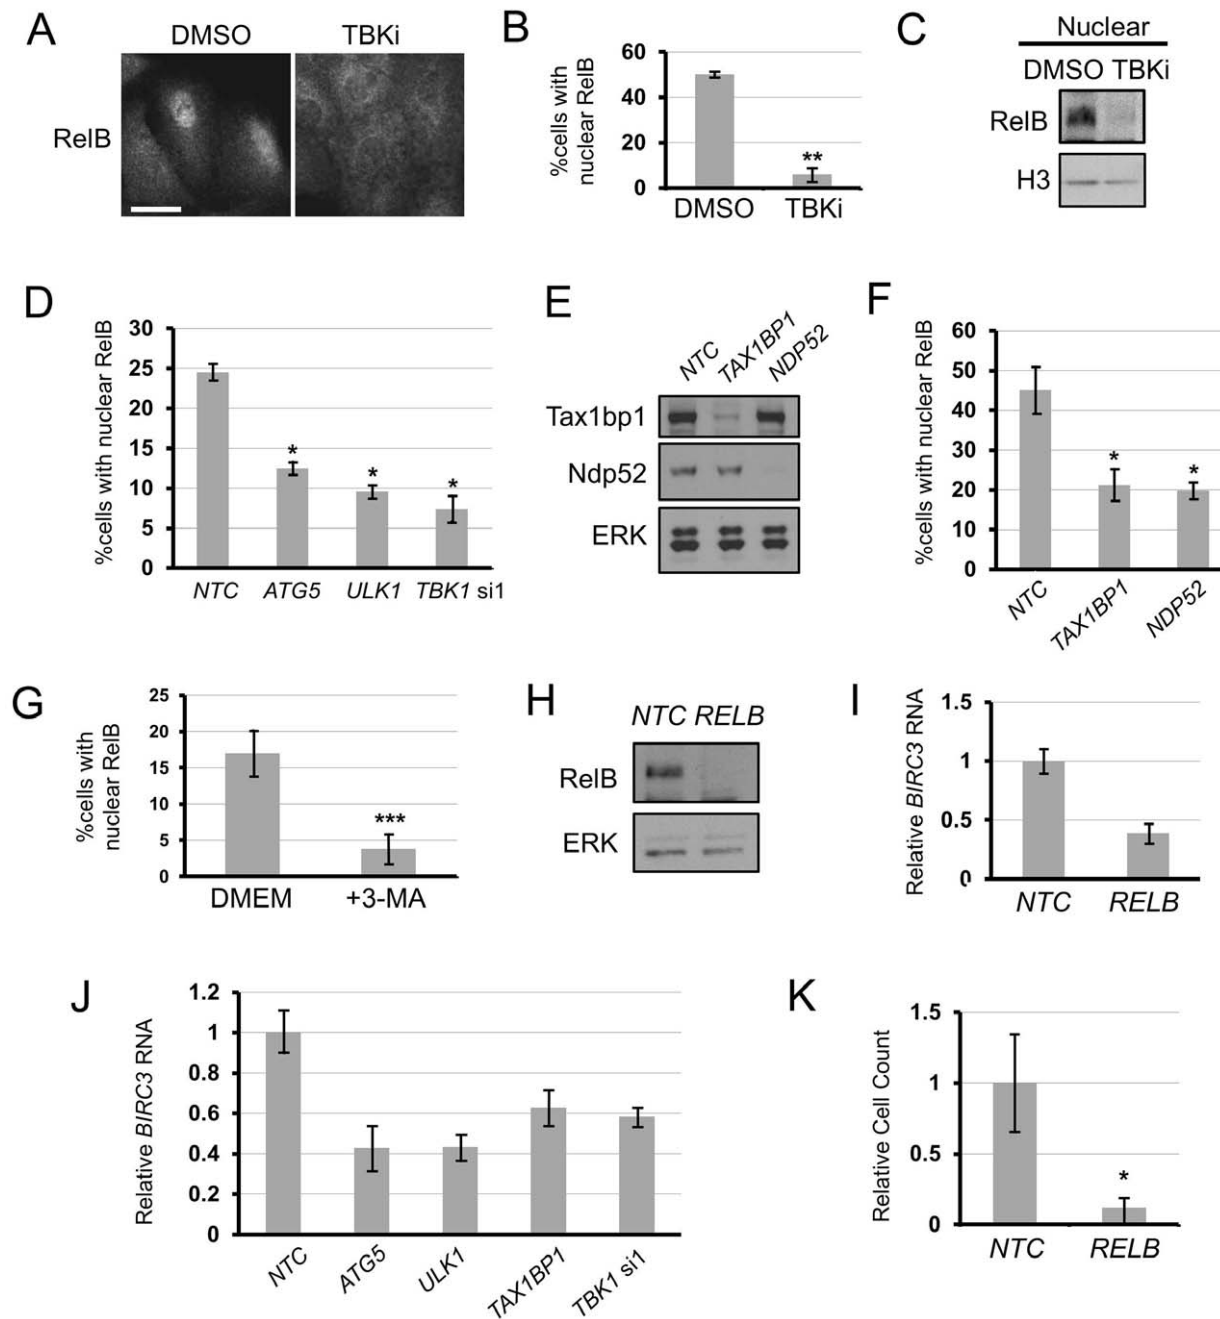 A
DMSO TBKi
RelB
B
%cells with
nuclear RelB
60
40
20
0
**
DMSO TBKi
C
Nuclear
DMSO TBKi
RelB
H3
D
%cells with nuclear RelB
30
25
20
15
10
5
0
* * *
NTC ATG5 ULK1 TBK1 si1
E
NTC TAX1BP1 NDP52
Tax1bp1
Ndp52
ERK
F
%cells with nuclear RelB
60
50
40
30
20
10
0
* *
NTC TAX1BP1 NDP52
G
%cells with
nuclear RelB
25
20
15
10
5
0
***
DMEM +3-MA
H
NTC RELB
RelB
ERK
I
Relative BIRC3 RNA
1.5
1
0.5
0
NTC RELB
J
Relative BIRC3 RNA
1.2
1
0.8
0.6
0.4
0.2
0
NTC ATG5 ULK1 TAX1BP1 TBK1 si1
K
Relative Cell Count
1.5
1
0.5
0
*
NTC RELB